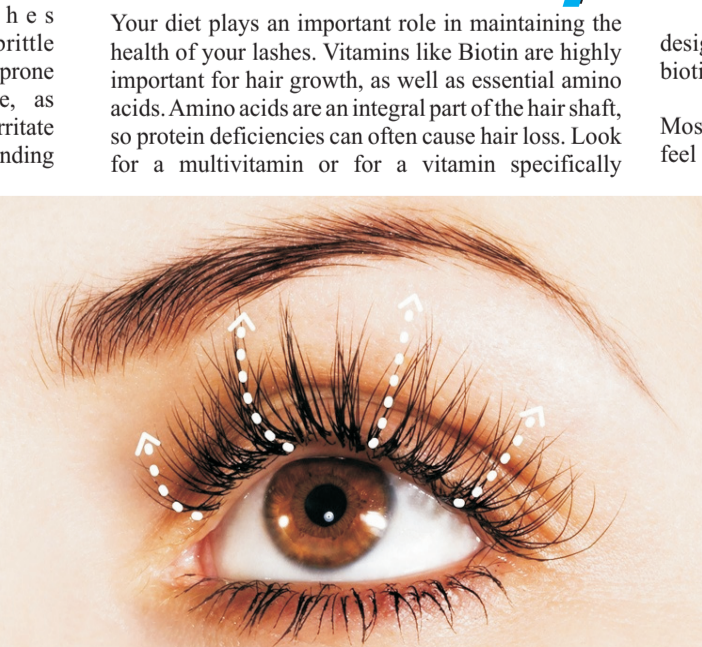 h e s
brittle
prone
e, as
rritate
nding
Your diet plays an important role in maintaining the
health of your lashes. Vitamins like Biotin are highly
important for hair growth, as well as essential amino
acids. Amino acids are an integral part of the hair shaft,
so protein deficiencies can often cause hair loss. Look
for a multivitamin or for a vitamin specifically
desig
bioti
Mos
feel